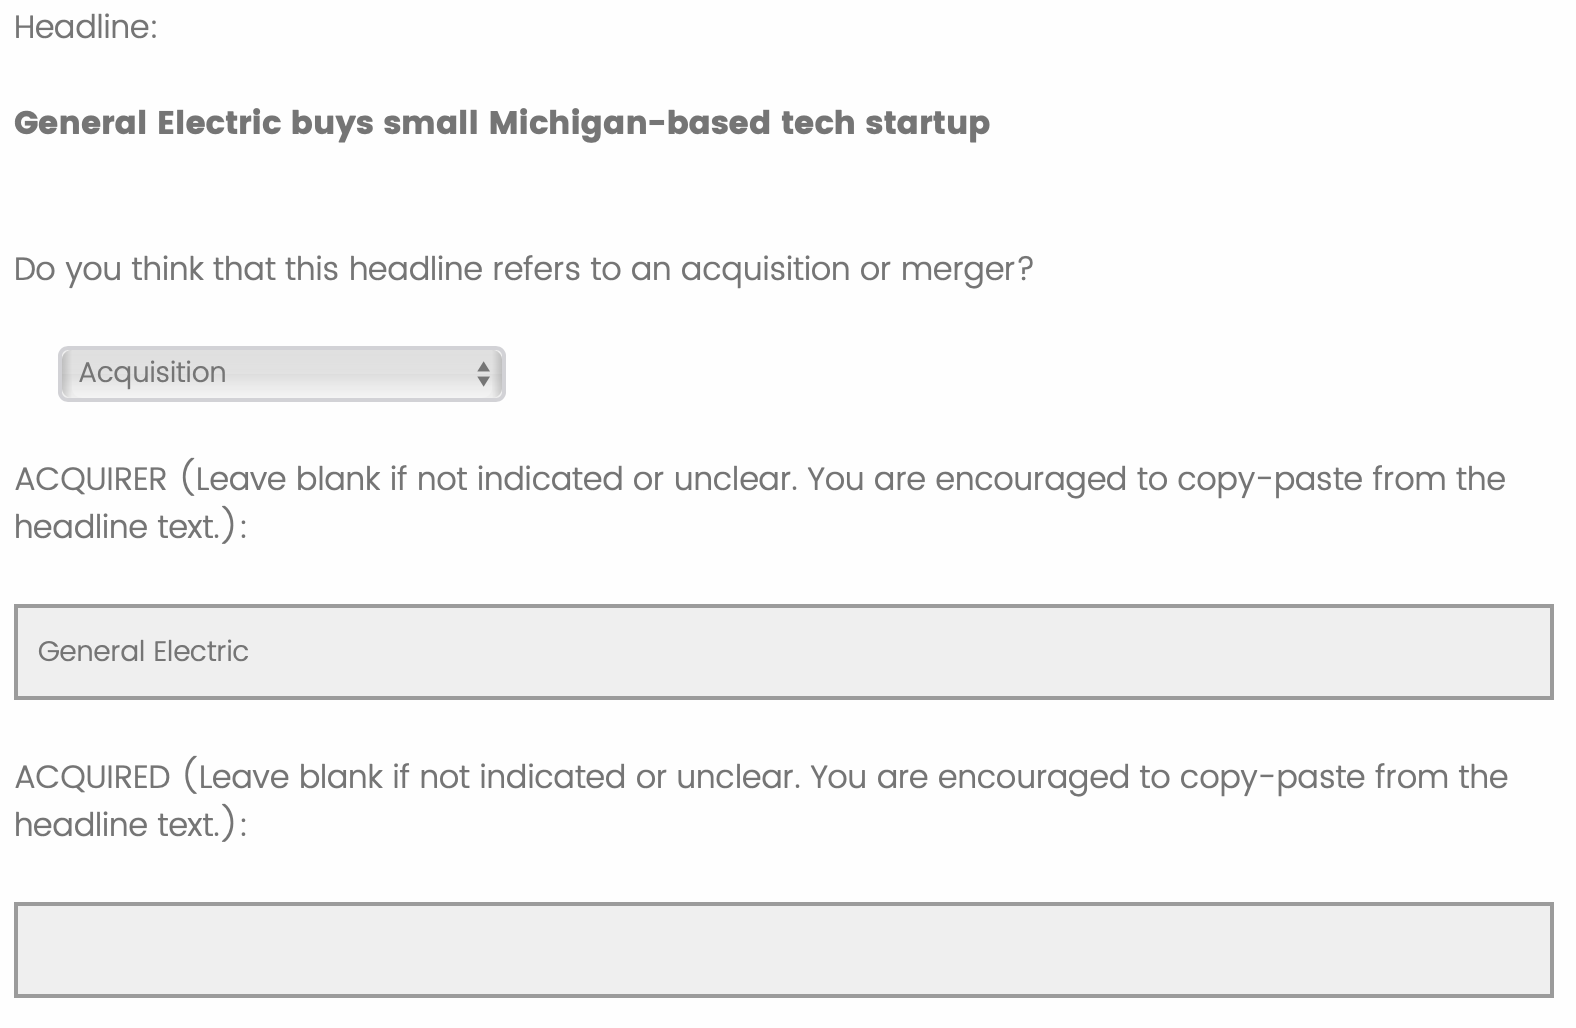 Headline:
General Electric buys small Michigan-based tech startup
Do you think that this headline refers to an acquisition or merger?
Acquisition
ACQUIRER (Leave blank if not indicated or unclear. You are encouraged to copy-paste from the
headline text.):
General Electric
ACQUIRED (Leave blank if not indicated or unclear. You are encouraged to copy-paste from the
headline text.):